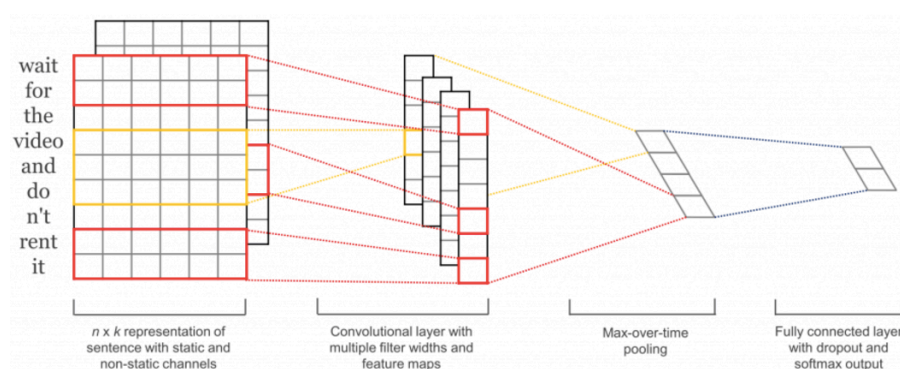 wait
for
the
video
and
do
n't
rent
it
n x k representation of
sentence with static and
non-static channels
Convolutional layer with
multiple filter widths and
feature maps
Max-over-time
pooling
Fully connected layer
with dropout and
softmax output